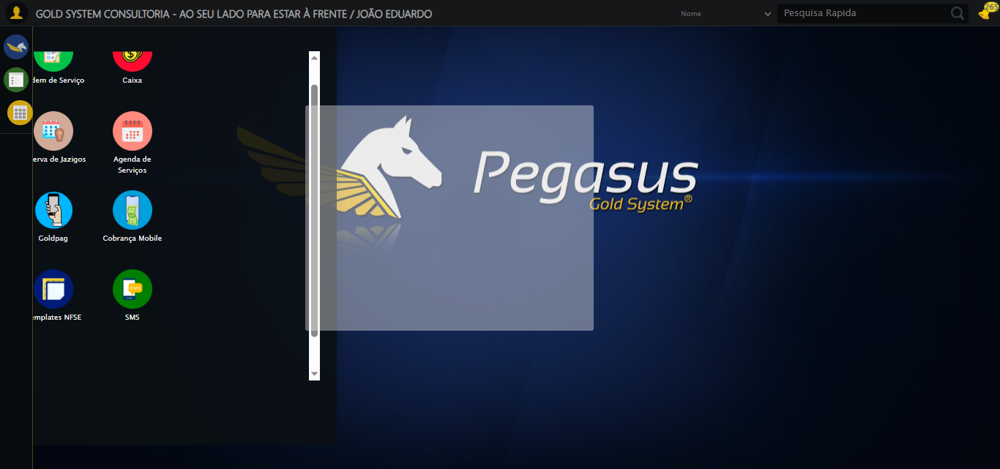 GOLD SYSTEM CONSULTORIA - AO SEU LADO PARA ESTAR À FRENTE / JOÃO EDUARDO
Nome
Pesquisa Rapida
265
dem de Serviço
Caixa
erva de Jazigos
Agenda de
Serviços
Goldpag
Cobrança Mobile
emplates NFSE
SMS
SMS
Pegasus
Gold System®